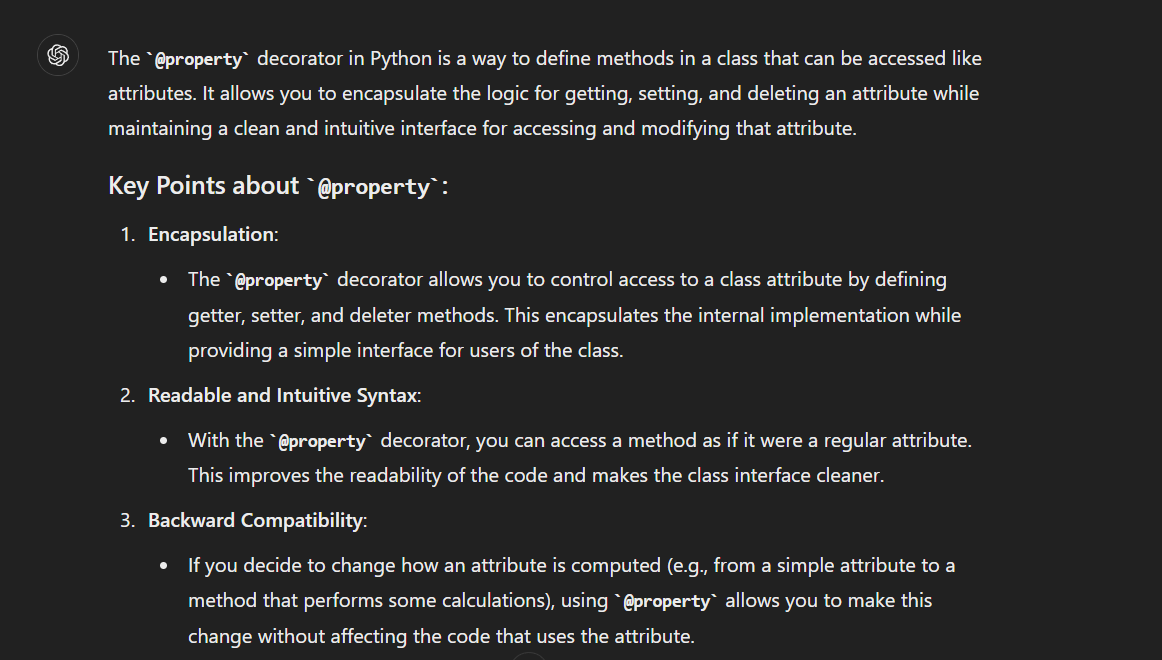 The `@property` decorator in Python is a way to define methods in a class that can be accessed like
attributes. It allows you to encapsulate the logic for getting, setting, and deleting an attribute while
maintaining a clean and intuitive interface for accessing and modifying that attribute.
Key Points about `@property`:
1. Encapsulation:
• The `@property` decorator allows you to control access to a class attribute by defining
getter, setter, and deleter methods. This encapsulates the internal implementation while
providing a simple interface for users of the class.
2. Readable and Intuitive Syntax:
• With the `@property` decorator, you can access a method as if it were a regular attribute.
This improves the readability of the code and makes the class interface cleaner.
3. Backward Compatibility:
• If you decide to change how an attribute is computed (e.g., from a simple attribute to a
method that performs some calculations), using `@property` allows you to make this
change without affecting the code that uses the attribute.